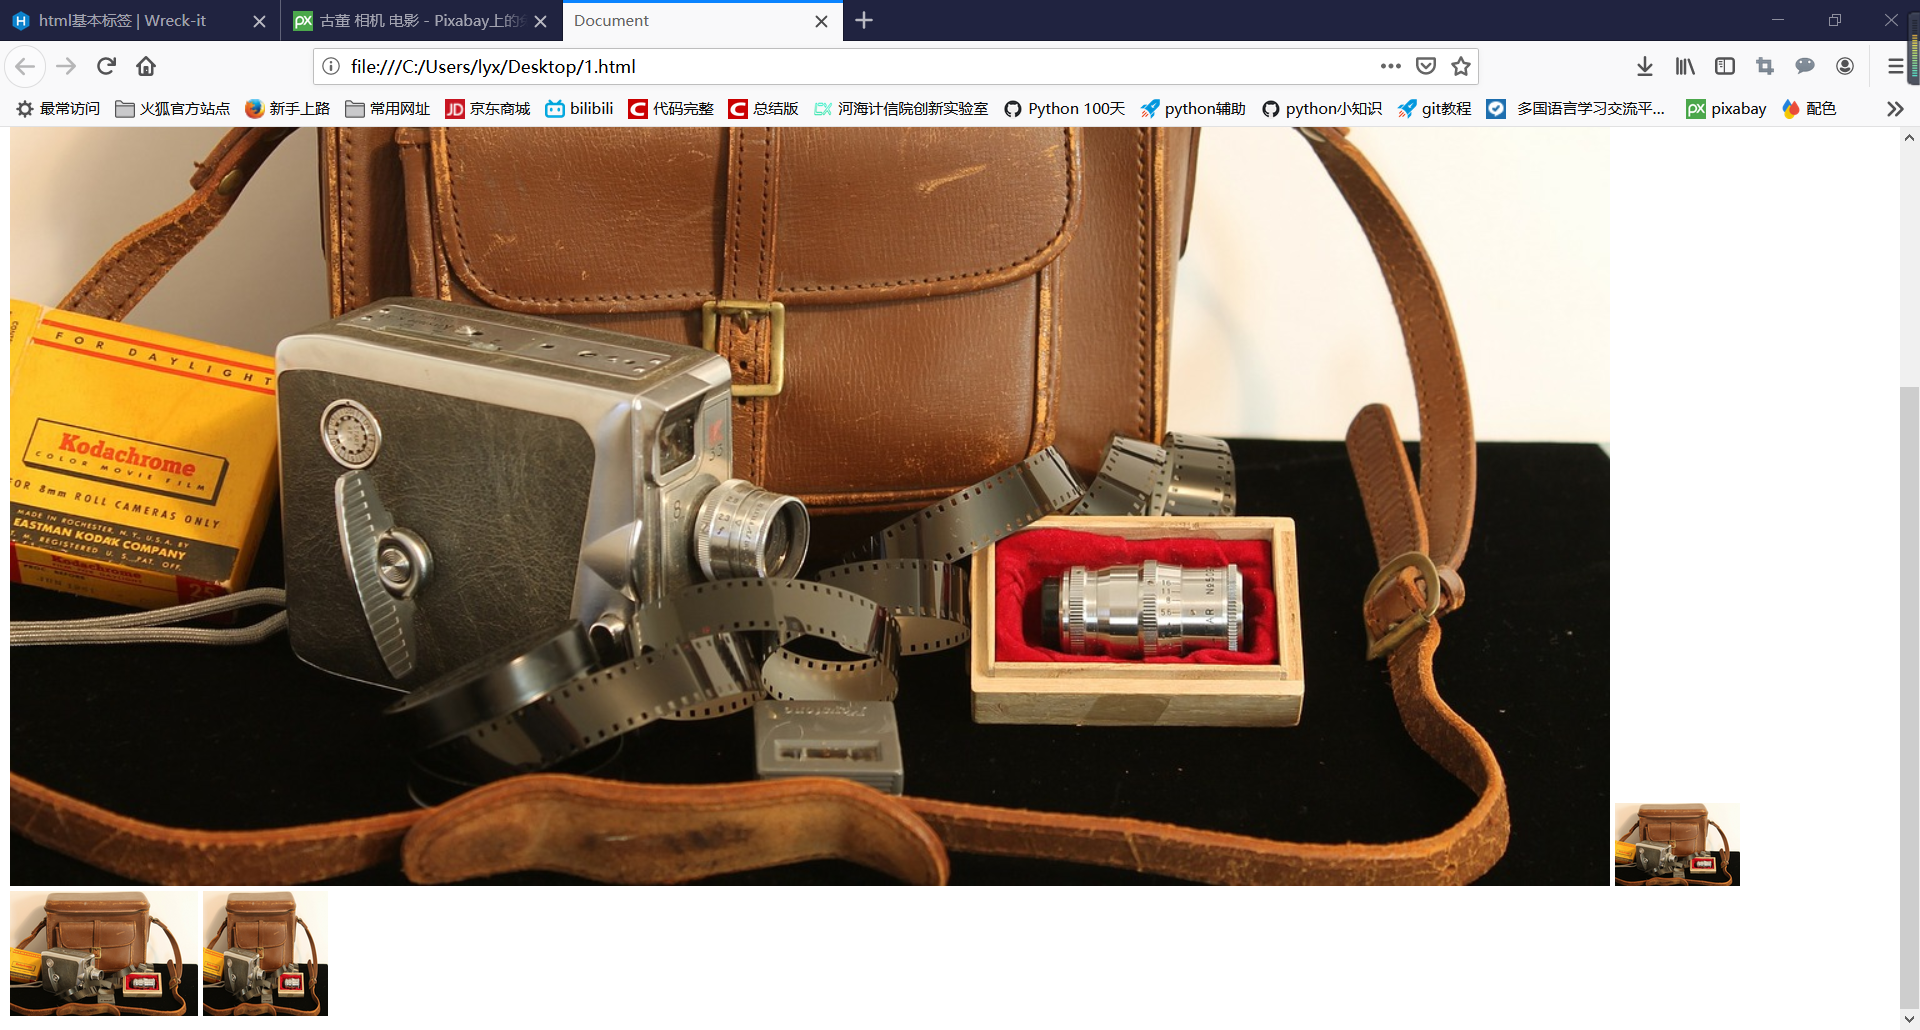 html基本标签 | Wreck-it
古董 相机 电影 - Pixabay上的
Document
file:///C:/Users/lyx/Desktop/1.html
最常访问 火狐官方站点 新手上路 常用网址 JD 京东商城 bilibili 代码完整 总结版 河海计信院创新实验室 Python 100天 python辅助 python小知识 git教程 多国语言学习交流平... px pixabay 配色
FOR DAYLIGHT
Kodachrome
COLOR MOVIE FILM
FOR 8mm ROLL CAMERAS ONLY
MADE IN ROCHESTER, N.Y., U.S.A. BY
EASTMAN KODAK COMPANY
T. M. REGISTERED U. S. PAT. OFF.
Kodachrome
25
Keystone